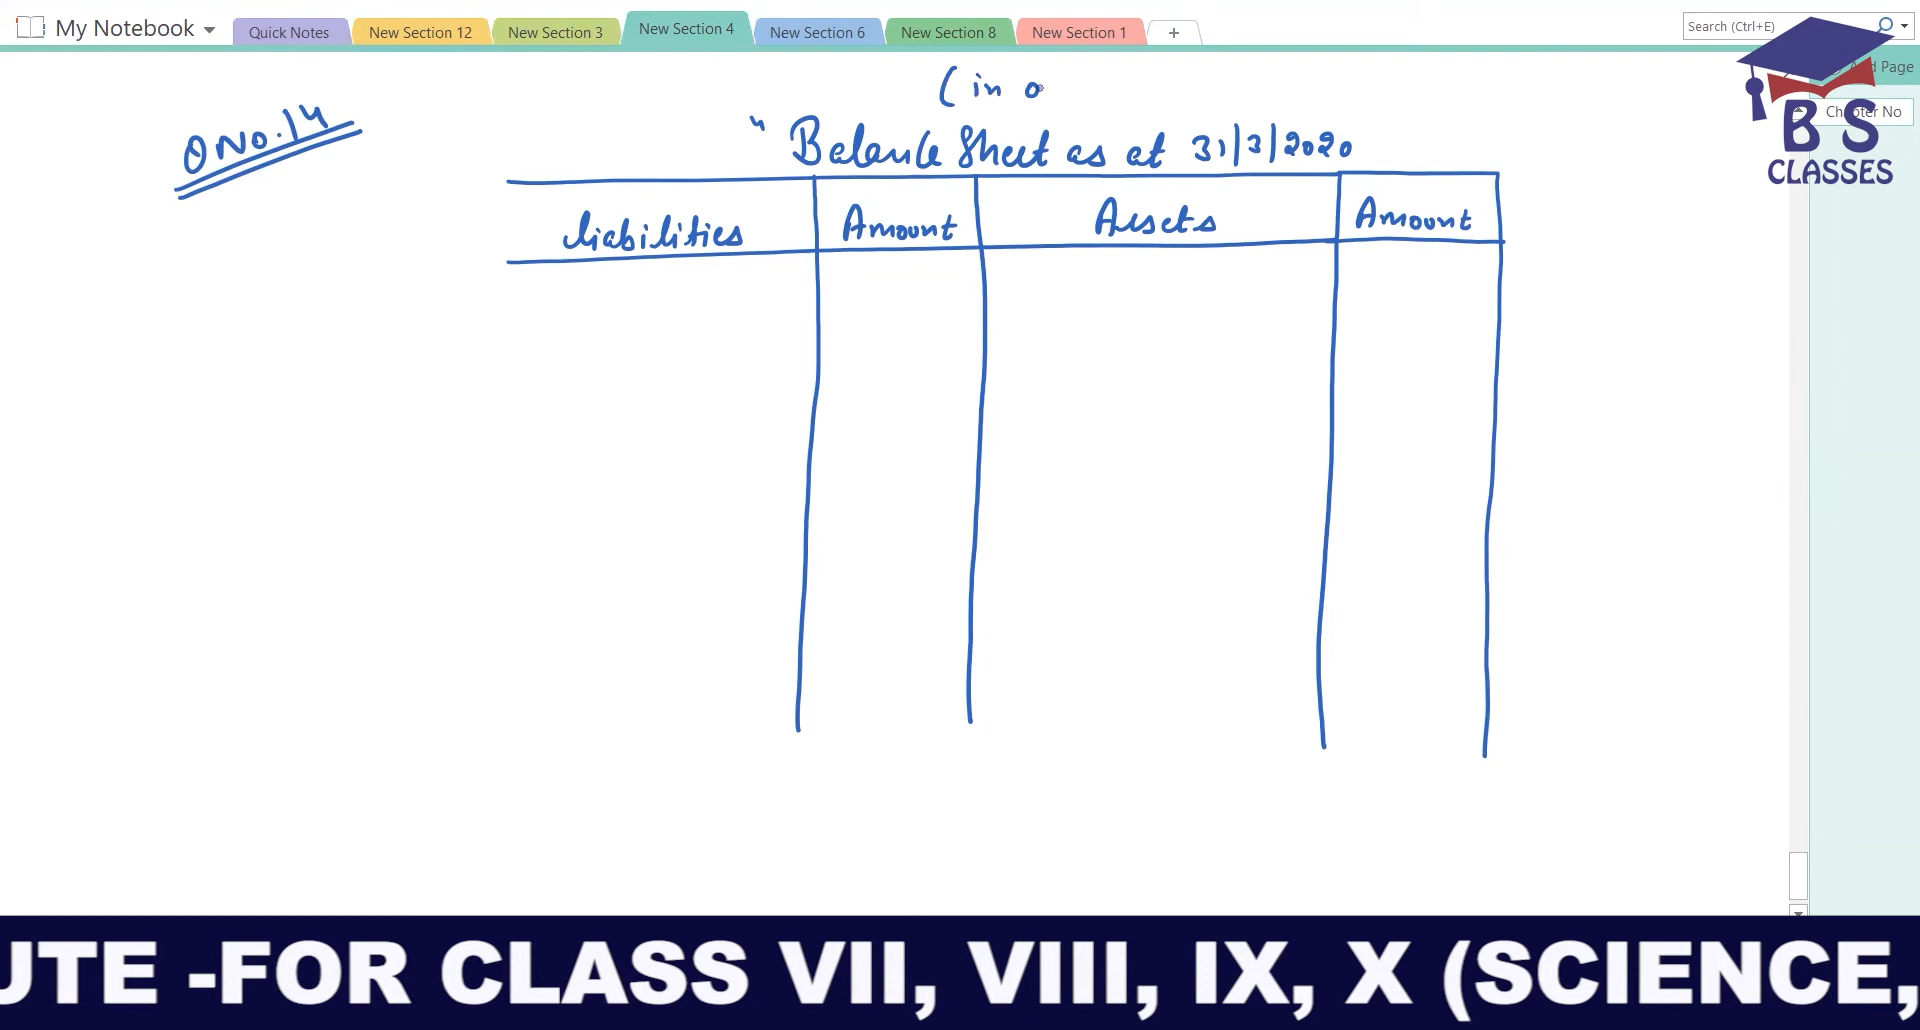 My Notebook
Quick Notes
New Section 12
New Section 3
New Section 4
New Section 6
New Section 8
New Section 1
+
Search (Ctrl+E)
Page
No
B S
CLASSES
Q No.14
(in o
" Balance Sheet as at 31/3/2020
Liabilities Amount Assets Amount
UTE -FOR CLASS VII, VIII, IX, X (SCIENCE,